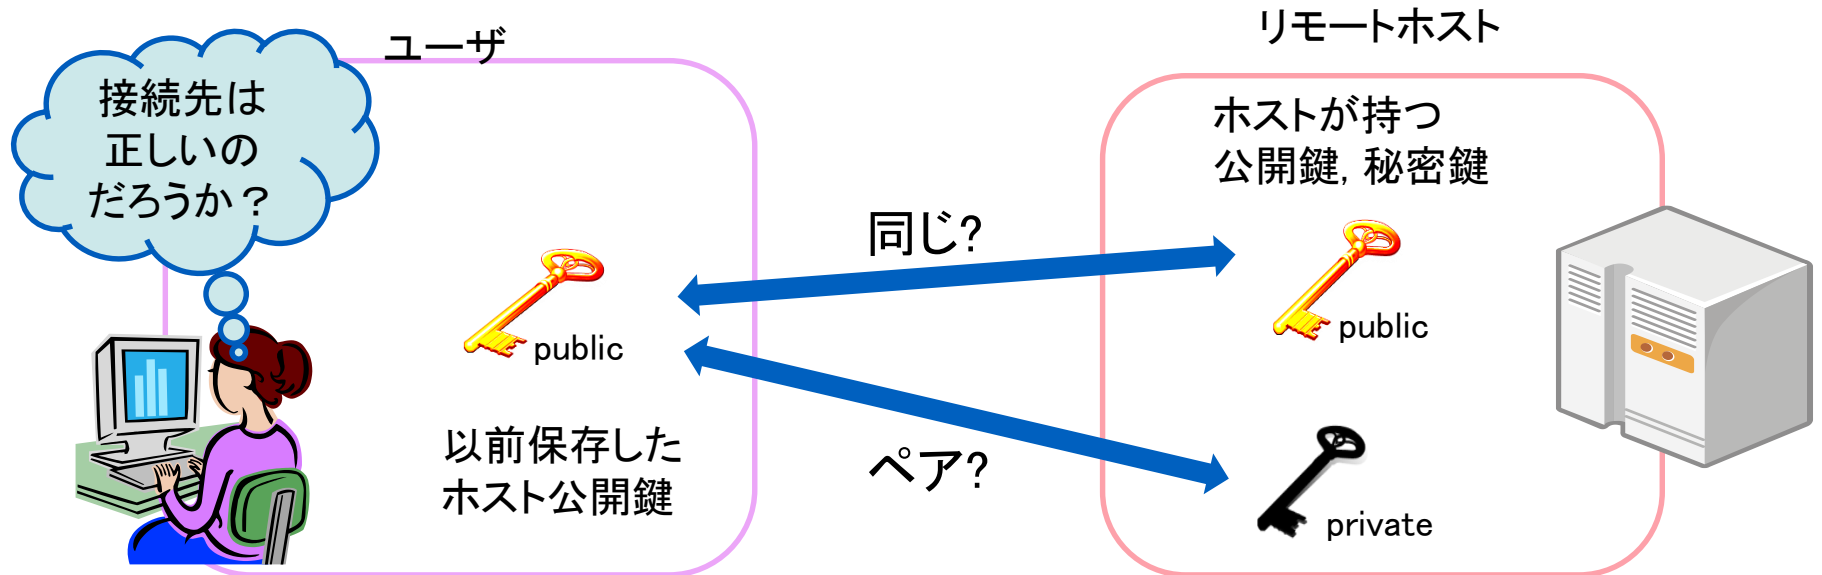 ユーザ
接続先は
正しいの
だろうか？
public
以前保存した
ホスト公開鍵
同じ?
ペア?
リモートホスト
ホストが持つ
公開鍵, 秘密鍵
public
private